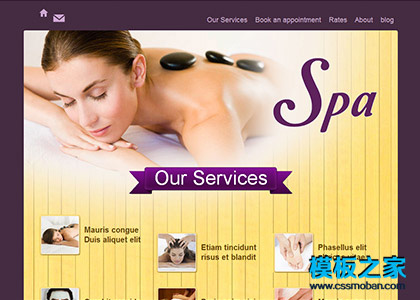 Our Services Book an appointment Rates About blog
Spa
Our Services
Mauris congue
Duis aliquet elit
Etiam tincidunt
risus et blandit
Phasellus elit
模板之家
www.cssmoban.com